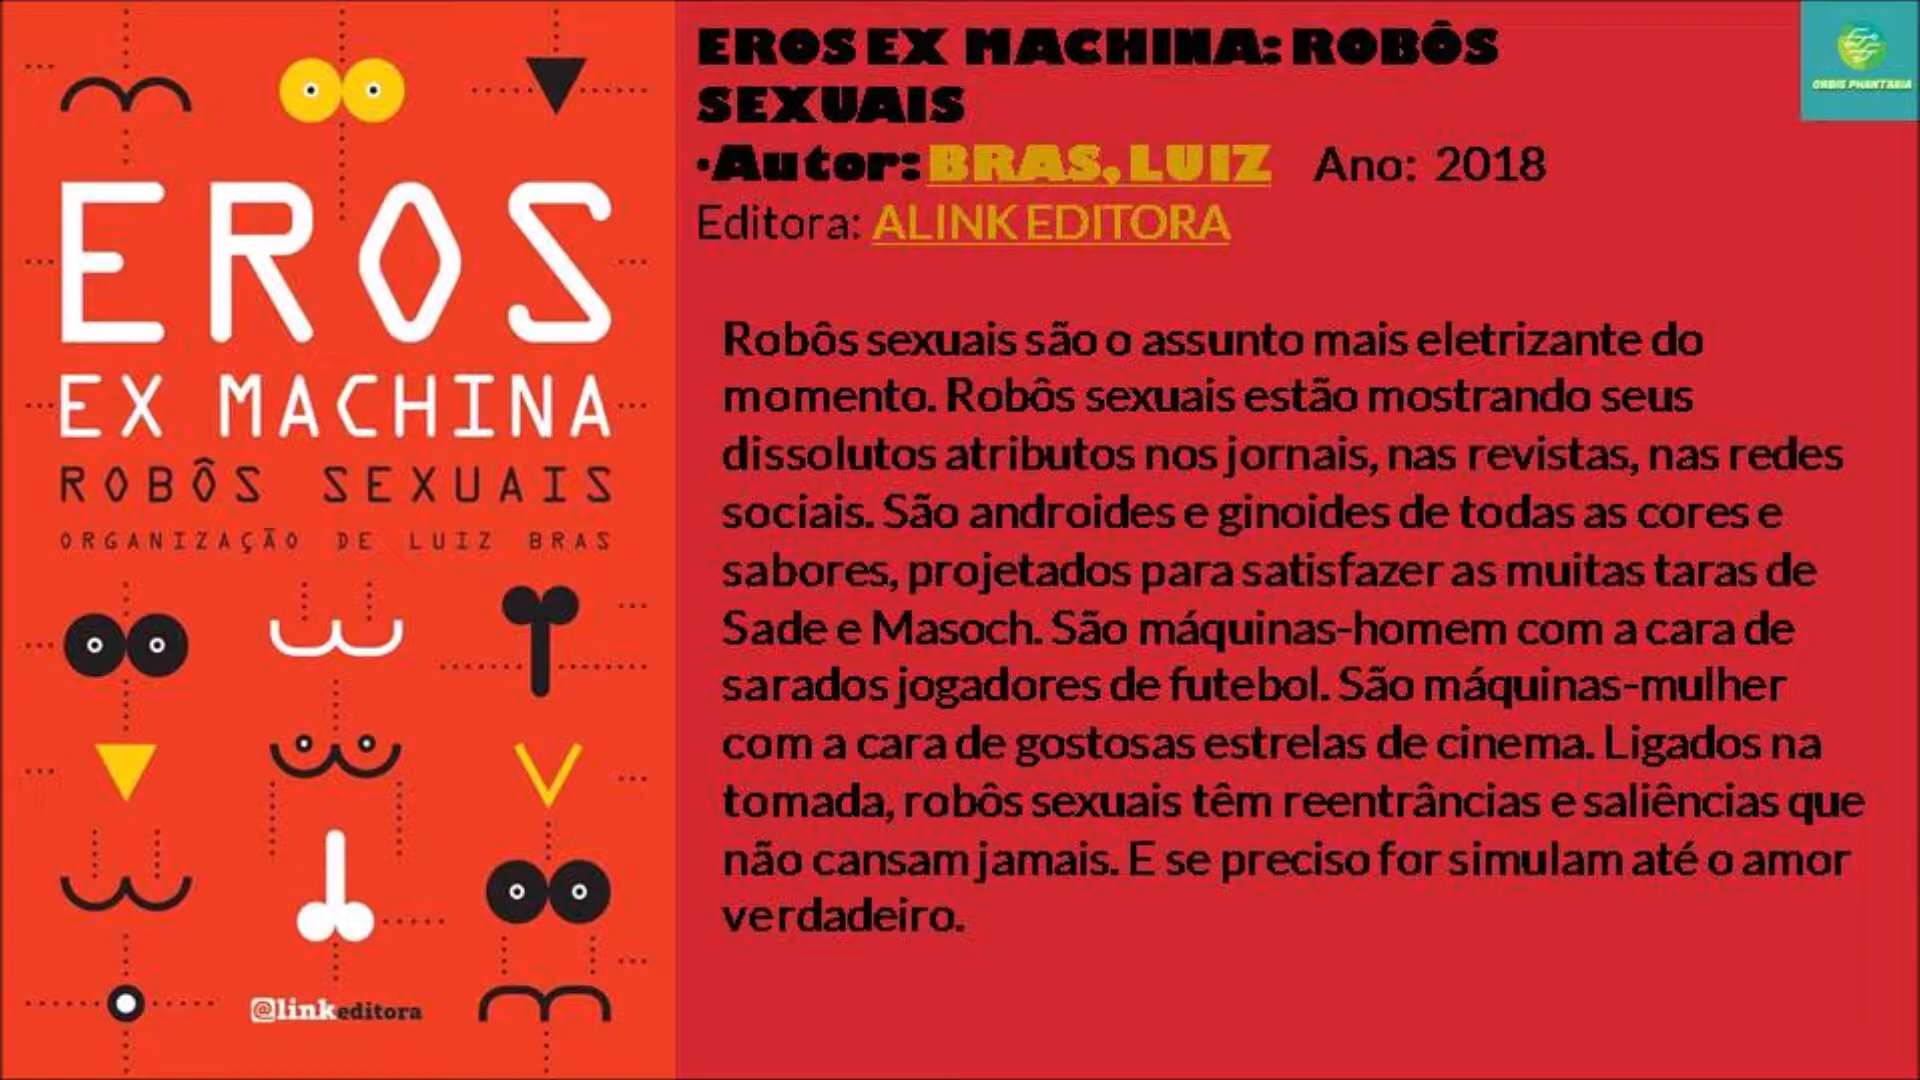 EROS
EX MACHINA
ROBÔS SEXUAIS
ORGANIZAÇÃO DE LUIZ BRAS
@linkeditora
EROS EX MACHINA: ROBÔS
SEXUAIS
•Autor: BRAS, LUIZ Ano: 2018
Editora: ALINK EDITORA
Robôs sexuais são o assunto mais eletrizante do
momento. Robôs sexuais estão mostrando seus
dissolutos atributos nos jornais, nas revistas, nas redes
sociais. São androides e ginoides de todas as cores e
sabores, projetados para satisfazer as muitas taras de
Sade e Masoch. São máquinas-homem com a cara de
sarados jogadores de futebol. São máquinas-mulher
com a cara de gostosas estrelas de cinema. Ligados na
tomada, robôs sexuais têm reentrâncias e saliências que
não cansam jamais. E se preciso for simulam até o amor
verdadeiro.
ORBIS PHANTASIA